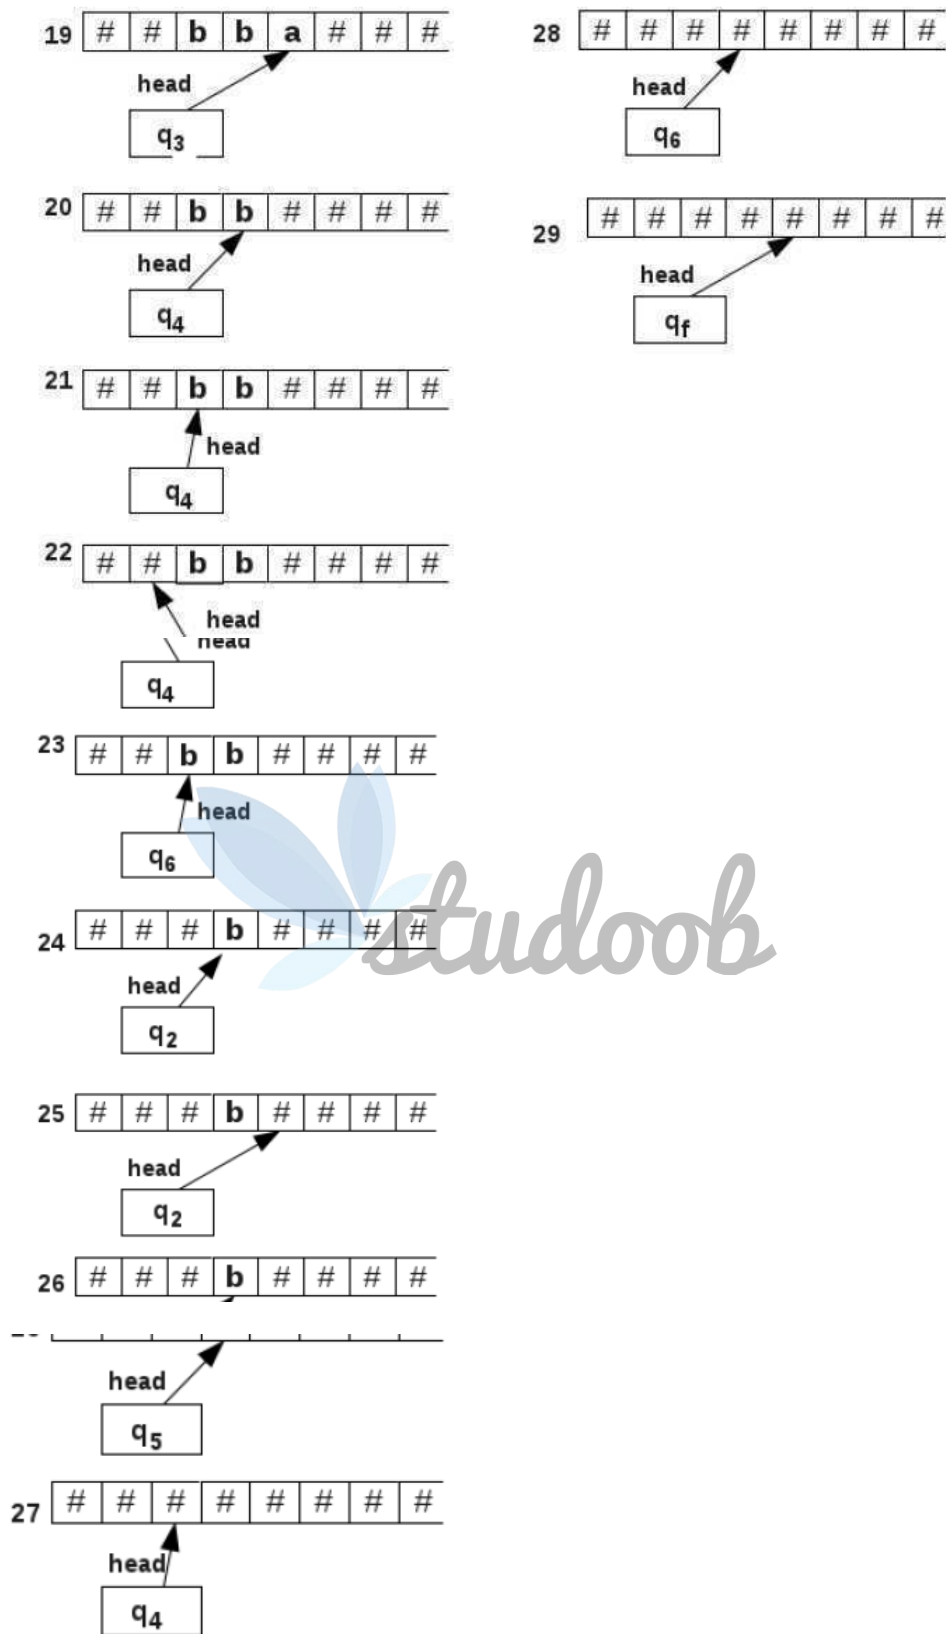 19 # # b b a # # #
head
q3
20 # # b b # # # #
head
q4
21 # # b b # # # #
head
q4
22 # # b b # # # #
head
head
q4
23 # # b b # # # #
head
q6
24 # # # b # # # #
head
q2
25 # # # b # # # #
head
q2
26 # # # b # # # #
head
q5
27 # # # # # # # #
head
q4
28 # # # # # # # #
head
q6
29 # # # # # # # #
head
qf
studoob